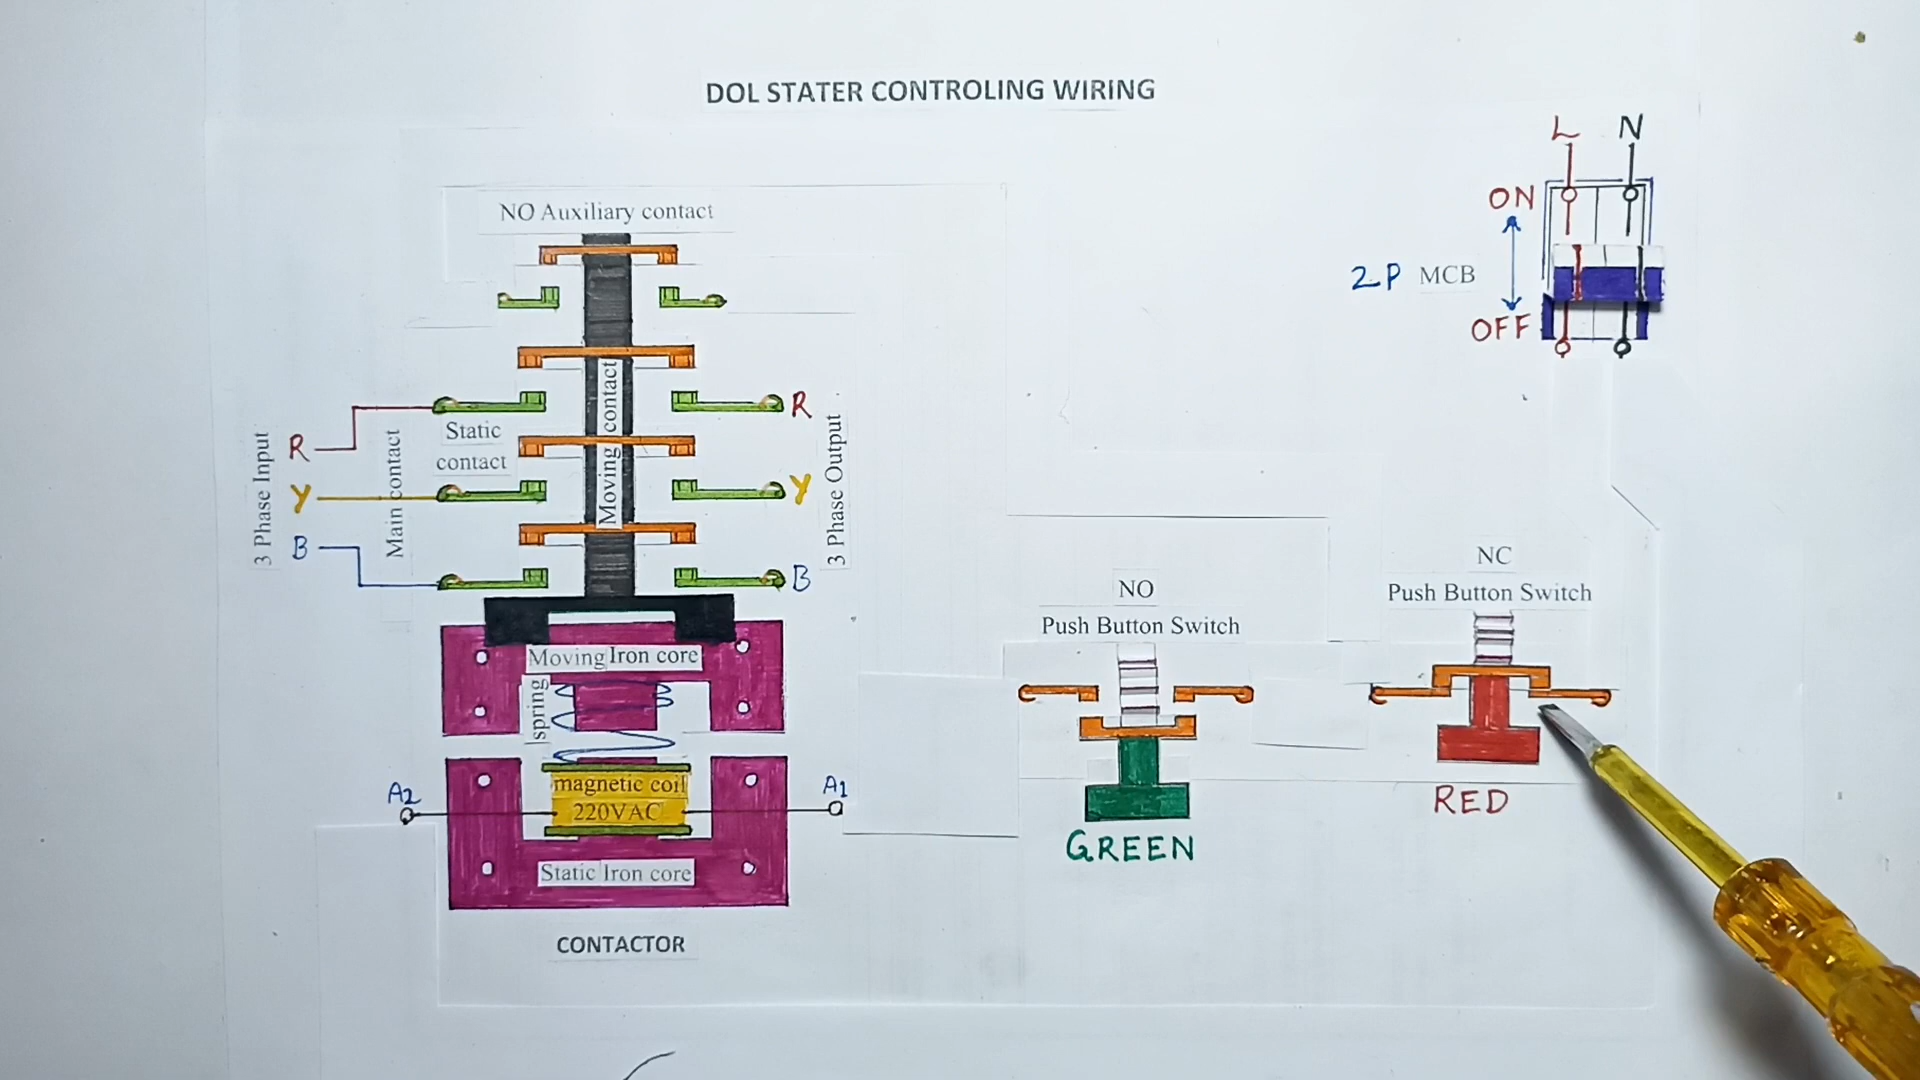 DOL STATER CONTROLING WIRING
L N
ON
2P MCB
OFF
NO Auxiliary contact
Moving contact
3 Phase Input
R
Y
B
Main contact
Static
contact
R
Y
B
3 Phase Output
Moving Iron core
spring
magnetic coil
220VAC
A2
A1
Static Iron core
CONTACTOR
NO
Push Button Switch
GREEN
NC
Push Button Switch
RED